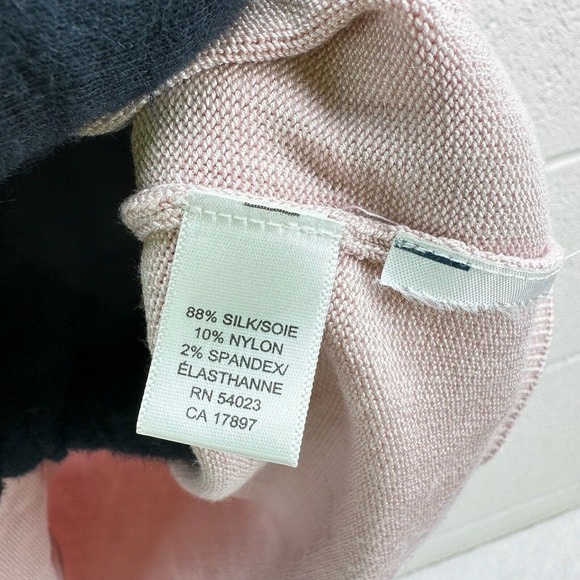 88% SILK/SOIE
10% NYLON
2% SPANDEX/
ÉLASTHANNE
RN 54023
CA 17897